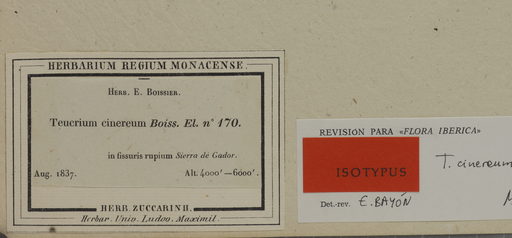 HERBARIUM REGIUM MONACENSE.
HERB. E. BOISSIER.
Teucrium cinereum Boiss. El. n° 170.
in fissuris rupium Sierra de Gador.
Aug. 1837. Alt. 4000' — 6000'.
HERB. ZUCCARINII.
Herbar. Univ. Ludov. Maximil.
REVISION PARA «FLORA IBERICA»
ISOTYPUS
T. cinereum
Det.-rev. E. BAYÓN